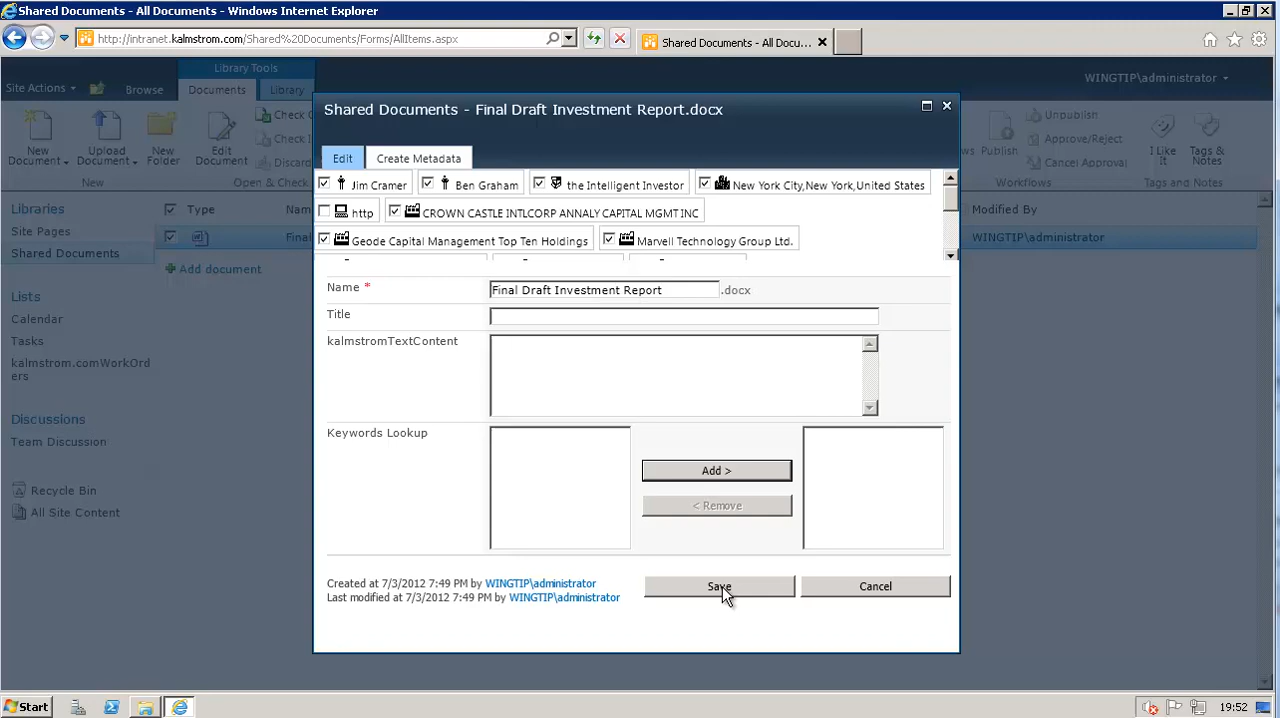 Shared Documents - All Documents - Windows Internet Explorer
http://intranet.kalmstrom.com/Shared%20Documents/Forms/AllItems.aspx
Shared Documents - All Docu...
Library Tools
Site Actions
Browse
Documents
Library
WINGTIP\administrator
New Document
Upload Document
New Folder
Edit Document
Check
Check
Discard
New
Open & Check
Publish
Unpublish
Approve/Reject
Cancel Approval
Workflows
I Like It
Tags & Notes
Tags and Notes
Libraries
Site Pages
Shared Documents
Lists
Calendar
Tasks
kalmstrom.comWorkOrd
ers
Discussions
Team Discussion
Recycle Bin
All Site Content
Type
Modified By
WINGTIP\administrator
Add document
Shared Documents - Final Draft Investment Report.docx
Edit
Create Metadata
Jim Cramer
Ben Graham
the Intelligent Investor
New York City,New York,United States
http
CROWN CASTLE INTLCORP ANNALY CAPITAL MGMT INC
Geode Capital Management Top Ten Holdings
Marvell Technology Group Ltd.
Name *
Final Draft Investment Report
.docx
Title
kalmstromTextContent
Keywords Lookup
Add >
< Remove
Created at 7/3/2012 7:49 PM by WINGTIP\administrator
Last modified at 7/3/2012 7:49 PM by WINGTIP\administrator
Save
Cancel
Start
19:52